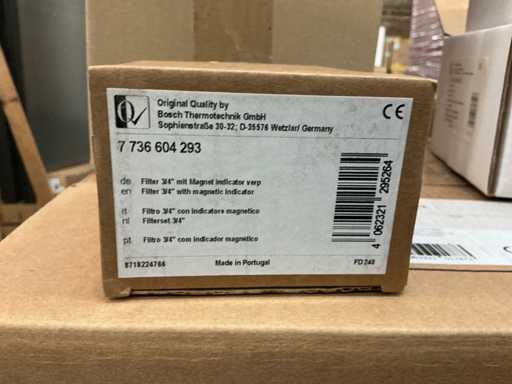 Original Quality by
Bosch Thermotechnik GmbH
Sophienstraße 30-32; D-35576 Wetzlar/ Germany
CE
7 736 604 293
de Filter 3/4" mit Magnet indicator verp
en Filter 3/4" with magnetic indicator
it Filtro 3/4" con indicatore magnetico
nl Filterset 3/4"
pt Filtro 3/4" com indicador magnetico
4 062321 295264
8718224766 Made in Portugal FD 248